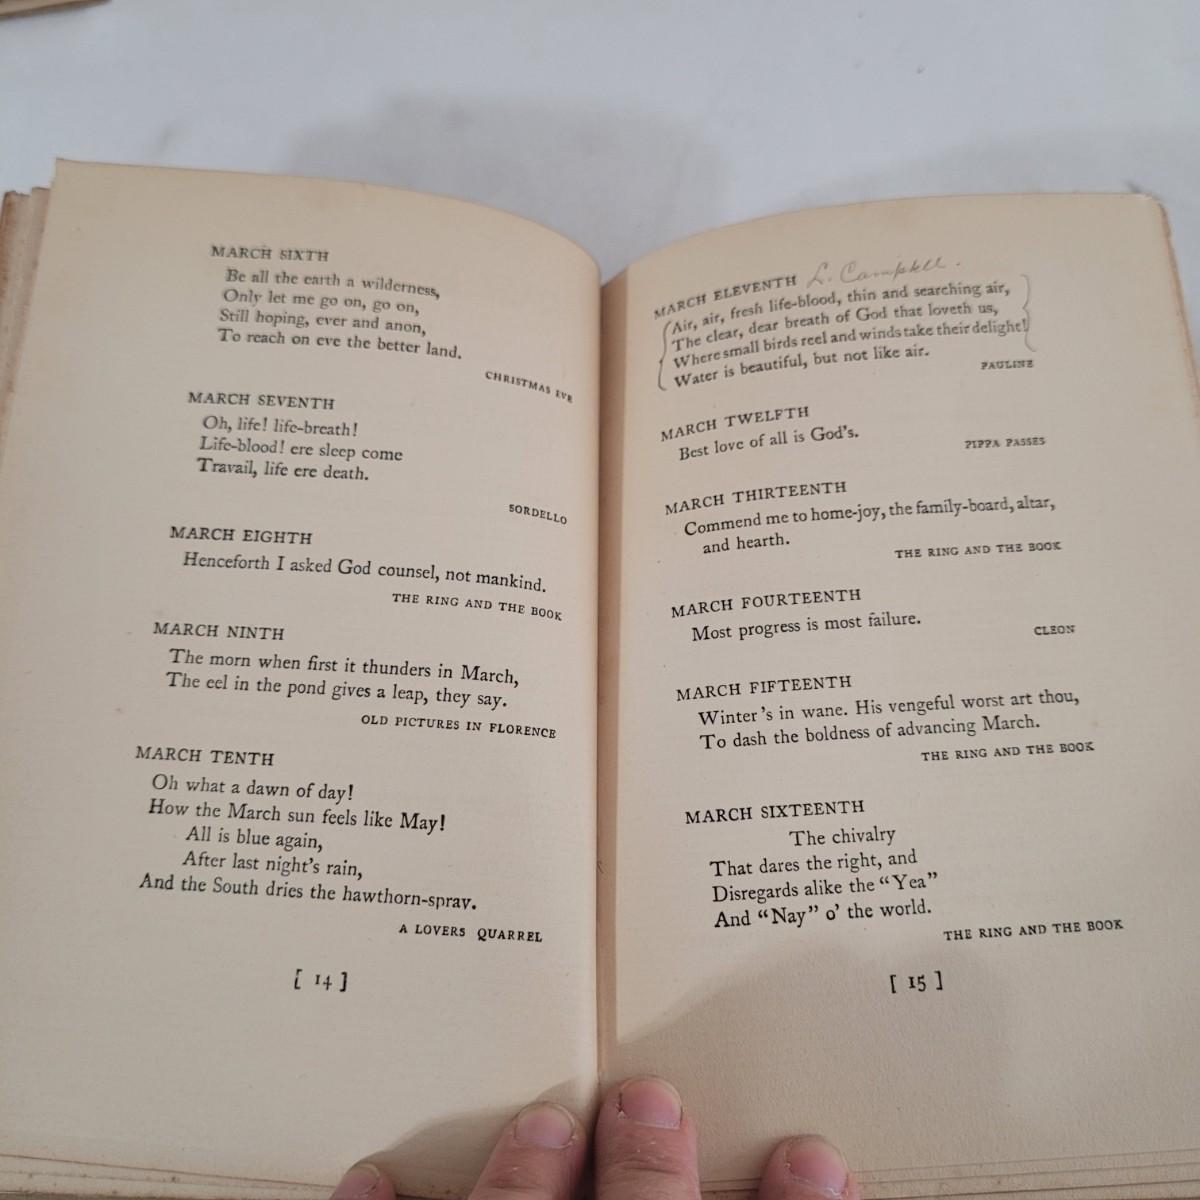 MARCH SIXTH
Be all the earth a wilderness,
Only let me go on, go on,
Still hoping, ever and anon,
To reach on eve the better land.
CHRISTMAS EVE
MARCH SEVENTH
Oh, life! life-breath!
Life-blood! ere sleep come
Travail, life ere death.
SORDELLO
MARCH EIGHTH
Henceforth I asked God counsel, not mankind.
THE RING AND THE BOOK
MARCH NINTH
The morn when first it thunders in March,
The eel in the pond gives a leap, they say.
OLD PICTURES IN FLORENCE
MARCH TENTH
Oh what a dawn of day!
How the March sun feels like May!
All is blue again,
After last night's rain,
And the South dries the hawthorn-spray.
A LOVERS QUARREL
[ 14 ]
MARCH ELEVENTH L. Campbell.
Air, air, fresh life-blood, thin and searching air,
The clear, dear breath of God that loveth us,
Where small birds reel and winds take their delight!
Water is beautiful, but not like air.
PAULINE
MARCH TWELFTH
Best love of all is God's.
PIPPA PASSES
MARCH THIRTEENTH
Commend me to home-joy, the family-board, altar,
and hearth.
THE RING AND THE BOOK
MARCH FOURTEENTH
Most progress is most failure.
CLEON
MARCH FIFTEENTH
Winter's in wane. His vengeful worst art thou,
To dash the boldness of advancing March.
THE RING AND THE BOOK
MARCH SIXTEENTH
The chivalry
That dares the right, and
Disregards alike the "Yea"
And "Nay" o' the world.
THE RING AND THE BOOK
[ 15 ]